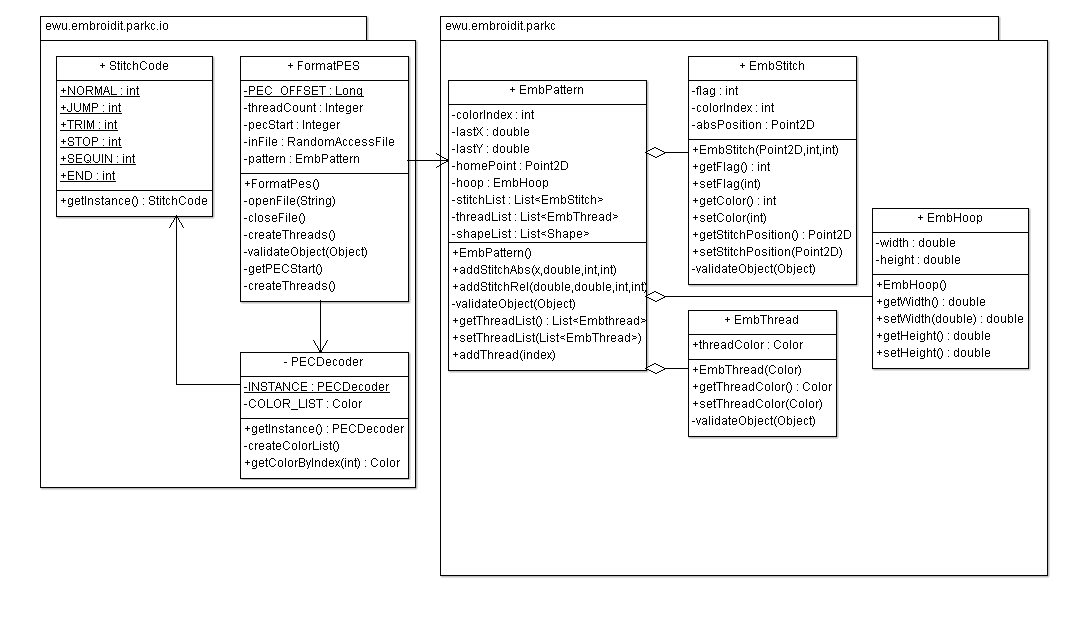 ewu.embroidit.parkc.io
+ StitchCode
+NORMAL : int
+JUMP : int
+TRIM : int
+STOP : int
+SEQUIN : int
+END : int
+getInstance() : StitchCode
+ FormatPES
-PEC_OFFSET : Long
-threadCount : Integer
-pecStart : Integer
-inFile : RandomAccessFile
-pattern : EmbPattern
+FormatPes()
-openFile(String)
-closeFile()
-createThreads()
-validateObject(Object)
-getPECStart()
-createThreads()
- PECDecoder
-INSTANCE : PECDecoder
-COLOR_LIST : Color
+getInstance() : PECDecoder
-createColorList()
+getColorByIndex(int) : Color
ewu.embroidit.parkc
+ EmbPattern
-colorIndex : int
-lastX : double
-lastY : double
-homePoint : Point2D
-hoop : EmbHoop
-stitchList : List<EmbStitch>
-threadList : List<EmbThread>
-shapeList : List<Shape>
+EmbPattern()
+addStitchAbs(x,double,int,int)
+addStitchRel(double,double,int,int)
-validateObject(Object)
+getThreadList() : List<Embthread>
+setThreadList(List<EmbThread>)
+addThread(index)
+ EmbStitch
-flag : int
-colorIndex : int
-absPosition : Point2D
+EmbStitch(Point2D,int,int)
+getFlag() : int
+setFlag(int)
+getColor() : int
+setColor(int)
+getStitchPosition() : Point2D
+setStitchPosition(Point2D)
-validateObject(Object)
+ EmbHoop
-width : double
-height : double
+EmbHoop()
+getWidth() : double
+setWidth(double) : double
+getHeight() : double
+setHeight() : double
+ EmbThread
+threadColor : Color
+EmbThread(Color)
+getThreadColor() : Color
+setThreadColor(Color)
-validateObject(Object)